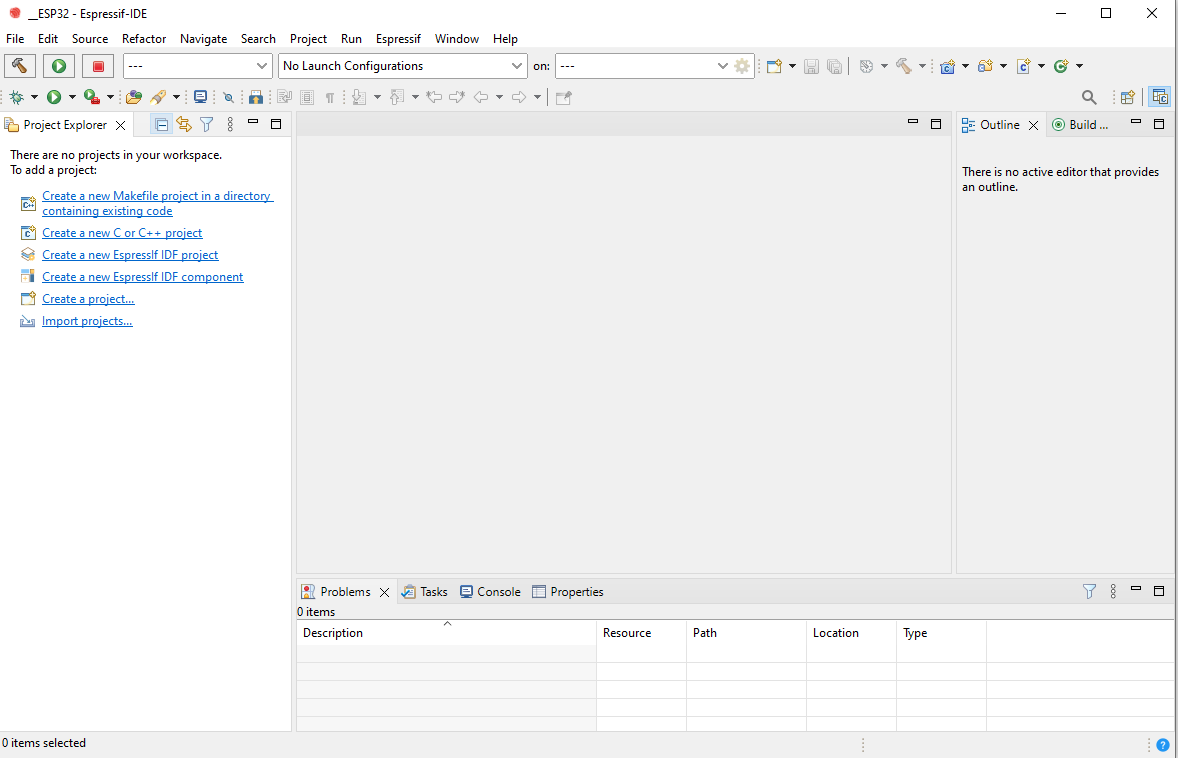 __ESP32 - Espressif-IDE
File Edit Source Refactor Navigate Search Project Run Espressif Window Help
--- No Launch Configurations on: ---
Project Explorer
There are no projects in your workspace.
To add a project:
Create a new Makefile project in a directory
containing existing code
Create a new C or C++ project
Create a new EspressIf IDF project
Create a new EspressIf IDF component
Create a project...
Import projects...
Outline Build ...
There is no active editor that provides
an outline.
Problems Tasks Console Properties
0 items
Description Resource Path Location Type
0 items selected